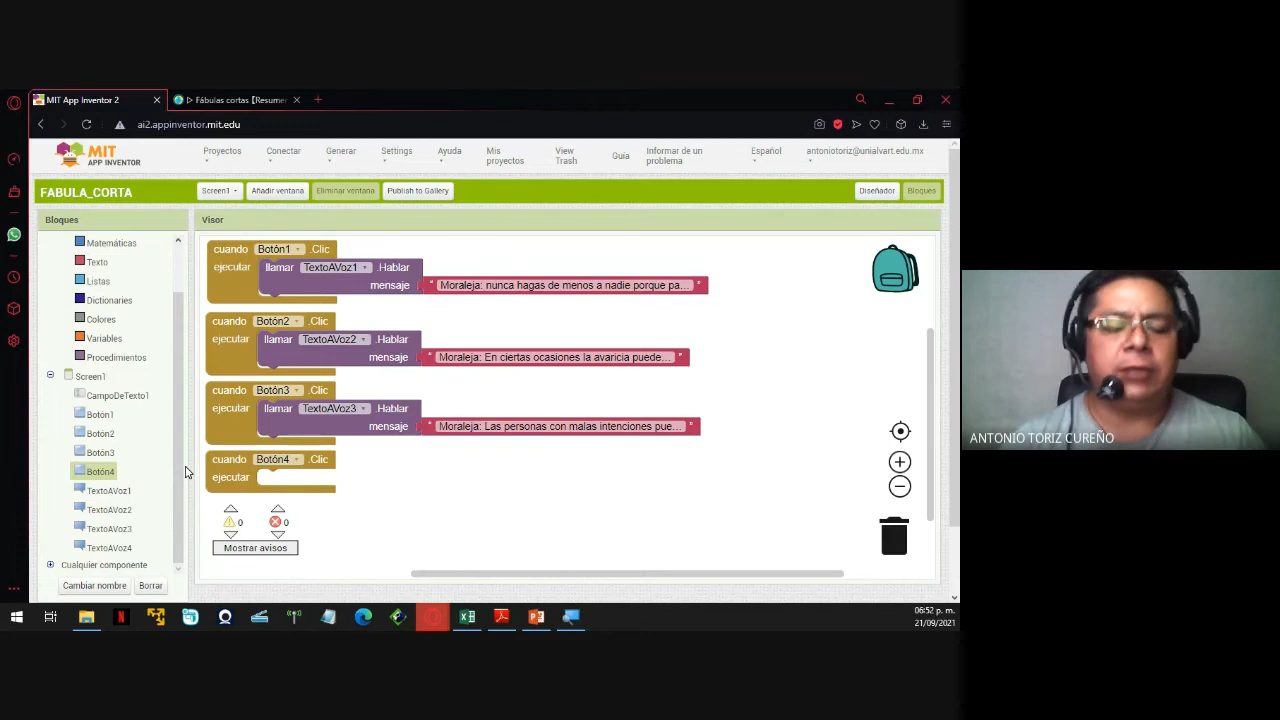 MIT App Inventor 2
Fábulas cortas【Resume
ai2.appinventor.mit.edu
MIT
APP INVENTOR
Proyectos
Conectar
Generar
Settings
Ayuda
Mis
proyectos
View
Trash
Guia
Informar de un
problema
Español
antoniotoriz@unialvart.edu.mx
FABULA_CORTA
Screen1
Añadir ventana
Eliminar ventana
Publish to Gallery
Diseñador
Bloques
Bloques
Visor
Matemáticas
Texto
Listas
Dictionaries
Colores
Variables
Procedimientos
Screen1
CampoDeTexto1
Botón1
Botón2
Botón3
Botón4
TextoAVoz1
TextoAVoz2
TextoAVoz3
TextoAVoz4
Cualquier componente
Cambiar nombre
Borrar
cuando Botón1 .Clic
ejecutar llamar TextoAVoz1 .Hablar
mensaje " Moraleja: nunca hagas de menos a nadie porque pa... "
cuando Botón2 .Clic
ejecutar llamar TextoAVoz2 .Hablar
mensaje " Moraleja: En ciertas ocasiones la avaricia puede... "
cuando Botón3 .Clic
ejecutar llamar TextoAVoz3 .Hablar
mensaje " Moraleja: Las personas con malas intenciones pue... "
cuando Botón4 .Clic
ejecutar
0 0
Mostrar avisos
06:52 p. m.
21/09/2021
ANTONIO TORIZ CUREÑO